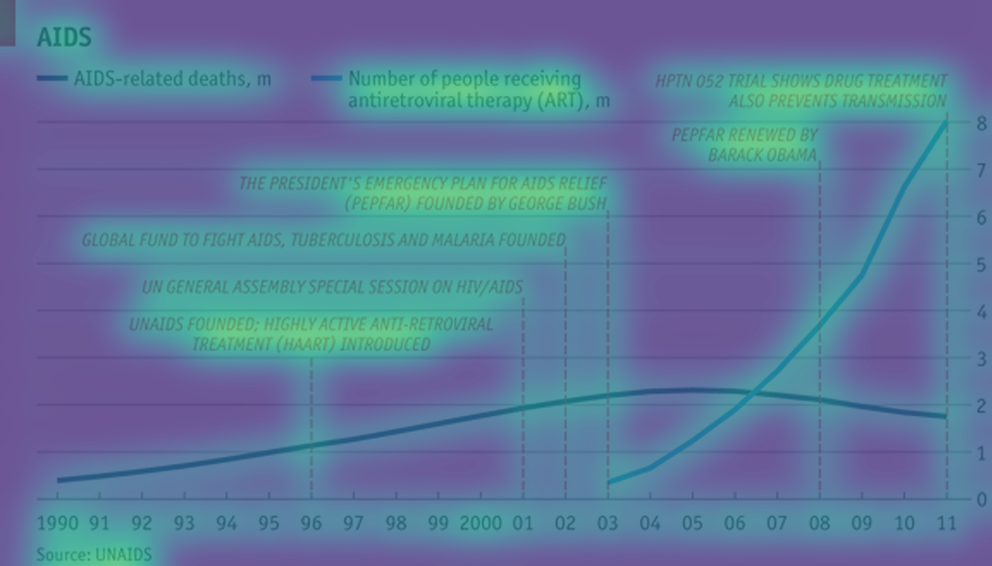 AIDS
AIDS-related deaths, m
Number of people receiving
antiretroviral therapy (ART), m
HPTN 052 TRIAL SHOWS DRUG TREATMENT
ALSO PREVENTS TRANSMISSION
PEPFAR RENEWED BY
BARACK OBAMA
THE PRESIDENT'S EMERGENCY PLAN FOR AIDS RELIEF
(PEPFAR) FOUNDED BY GEORGE BUSH
GLOBAL FUND TO FIGHT AIDS, TUBERCULOSIS AND MALARIA FOUNDED
UN GENERAL ASSEMBLY SPECIAL SESSION ON HIV/AIDS
UNAIDS FOUNDED; HIGHLY ACTIVE ANTI-RETROVIRAL
TREATMENT (HAART) INTRODUCED
8
7
6
5
4
3
2
1
0
1990 91 92 93 94 95 96 97 98 99 2000 01 02 03 04 05 06 07 08 09 10 11
Source: UNAIDS